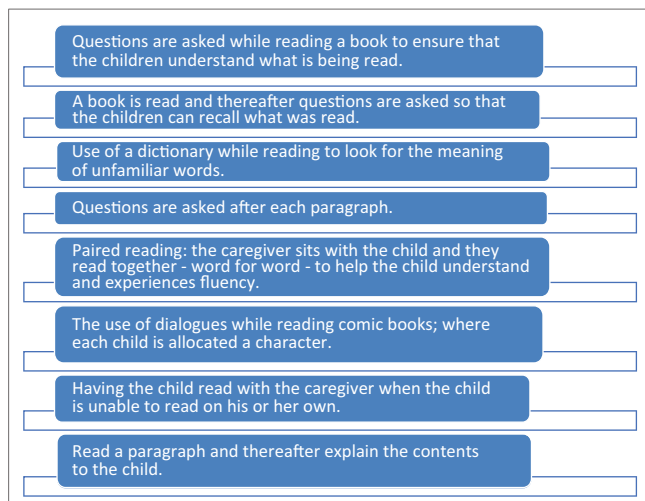 Questions are asked while reading a book to ensure that
the children understand what is being read.
A book is read and thereafter questions are asked so that
the children can recall what was read.
Use of a dictionary while reading to look for the meaning
of unfamiliar words.
Questions are asked after each paragraph.
Paired reading: the caregiver sits with the child and they
read together - word for word - to help the child understand
and experiences fluency.
The use of dialogues while reading comic books; where
each child is allocated a character.
Having the child read with the caregiver when the child
is unable to read on his or her own.
Read a paragraph and thereafter explain the contents
to the child.